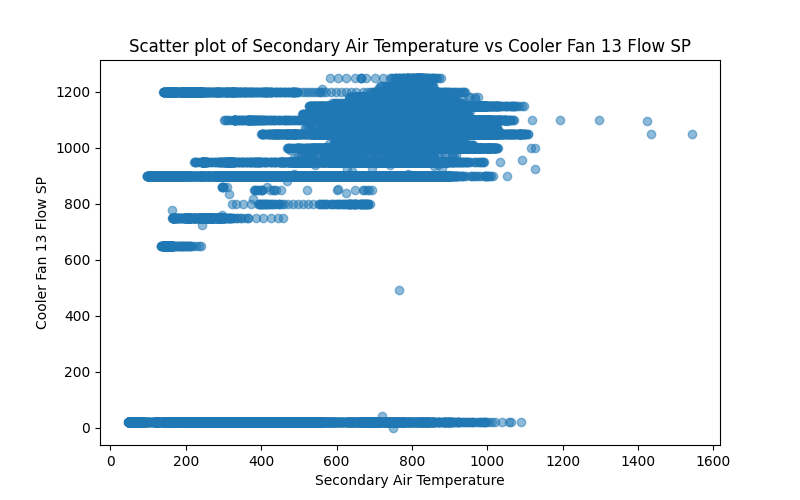 Scatter plot of Secondary Air Temperature vs Cooler Fan 13 Flow SP
Cooler Fan 13 Flow SP
1200
1000
800
600
400
200
0
0 200 400 600 800 1000 1200 1400 1600
Secondary Air Temperature